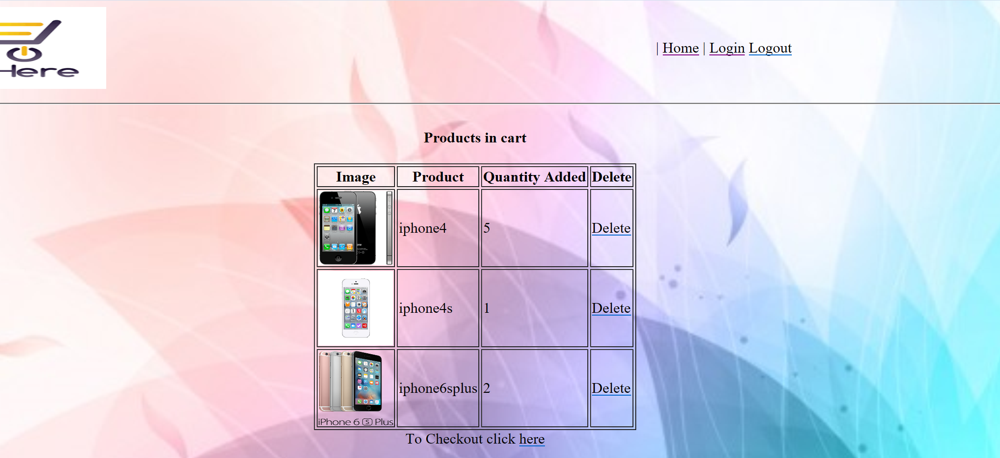 Here
| Home | Login Logout
Products in cart
Image Product Quantity Added Delete
iphone4 5 Delete
iphone4s 1 Delete
iphone6splus 2 Delete
iPhone 6 S Plus
To Checkout click here